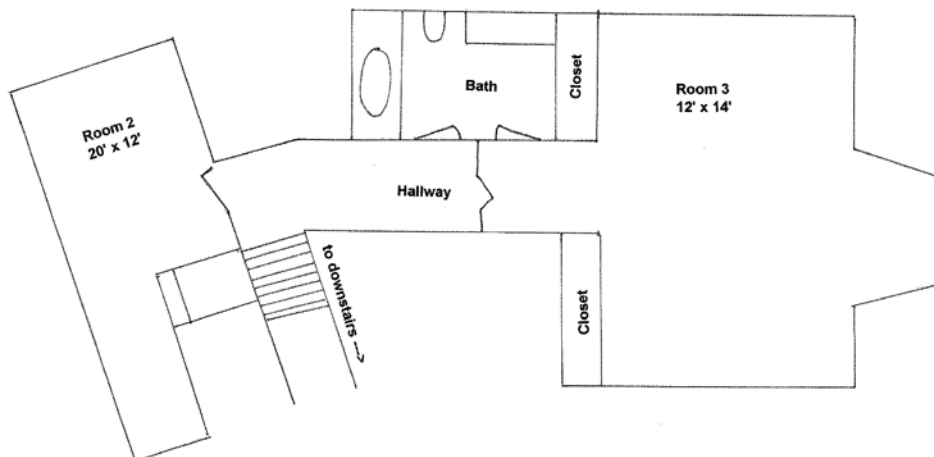 Room 2
20' x 12'
Bath
Closet
Room 3
12' x 14'
Hallway
to downstairs →
Closet